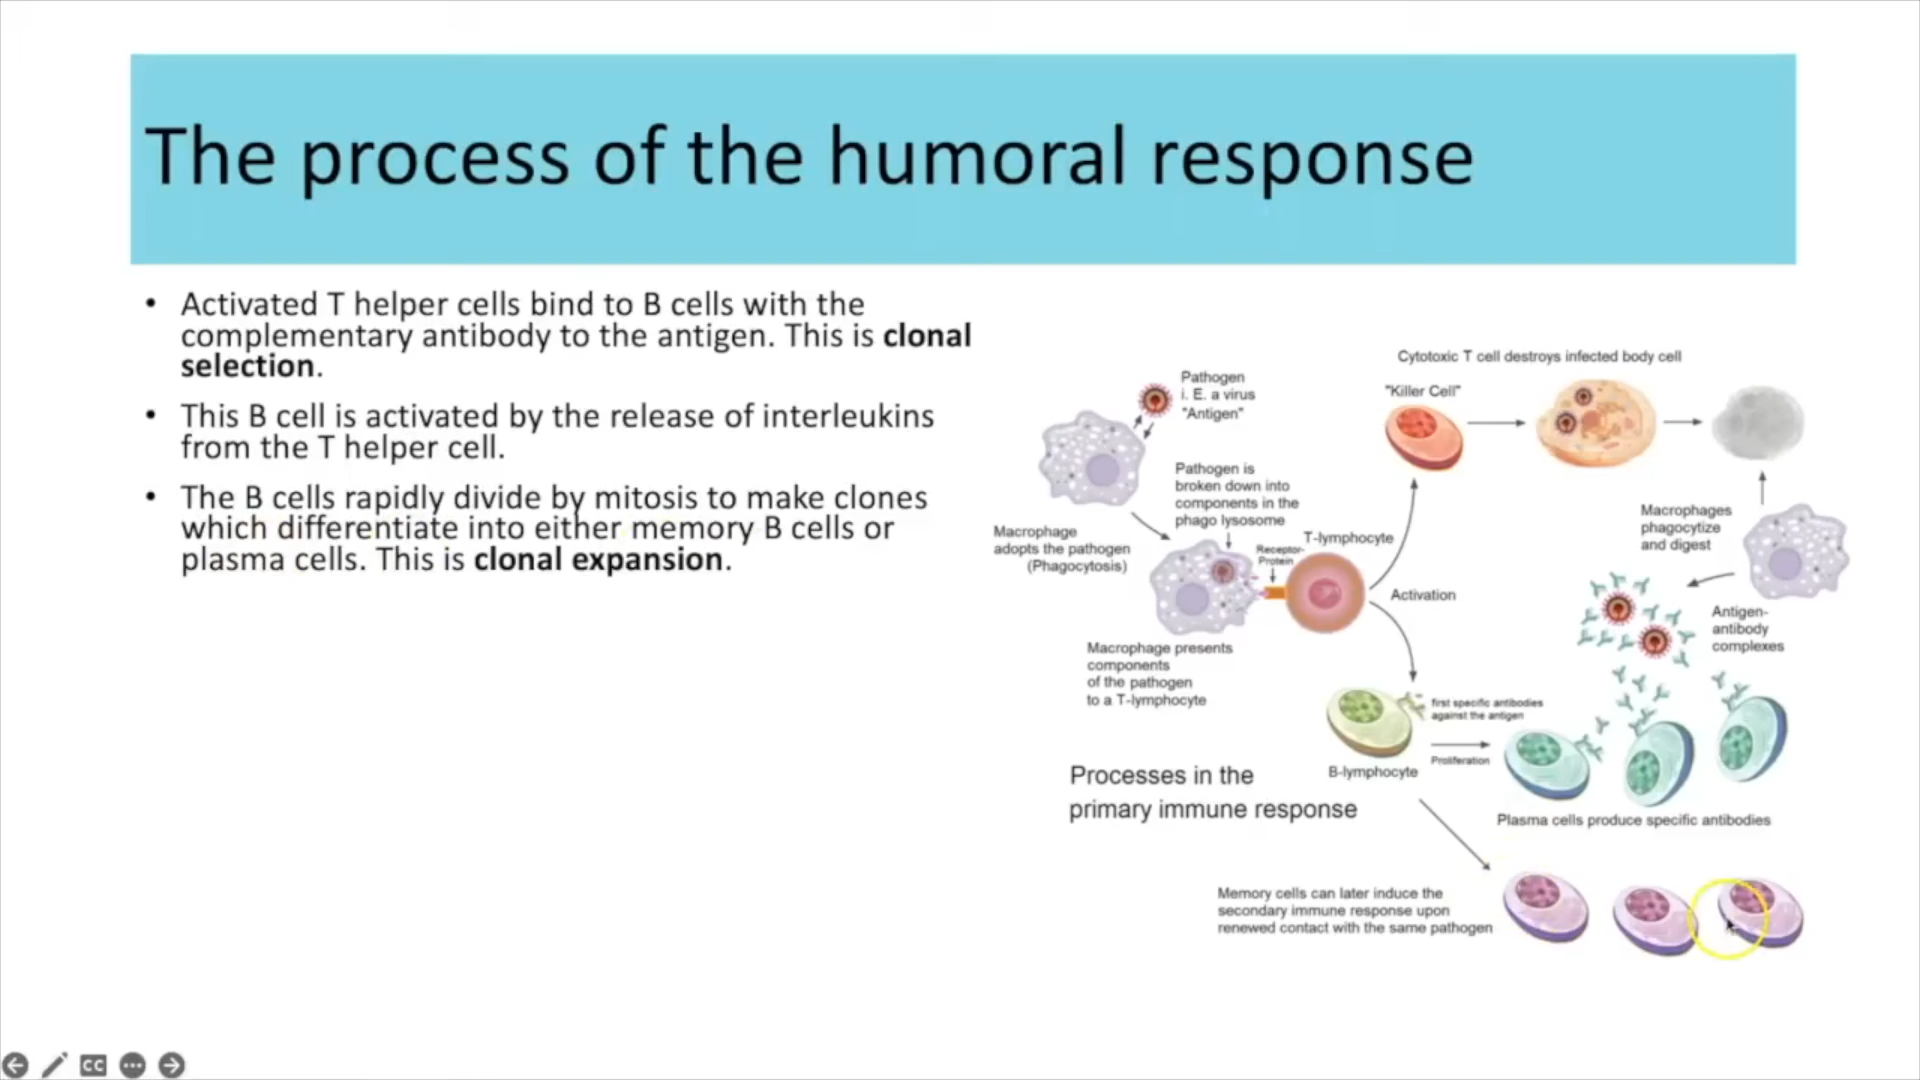 The process of the humoral response
• Activated T helper cells bind to B cells with the
complementary antibody to the antigen. This is clonal
selection.
• This B cell is activated by the release of interleukins
from the T helper cell.
• The B cells rapidly divide by mitosis to make clones
which differentiate into either memory B cells or
plasma cells. This is clonal expansion.
Cytotoxic T cell destroys infected body cell
Pathogen
i. E. a virus
"Antigen"
"Killer Cell"
Pathogen is
broken down into
components in the
phago lysosome
Macrophage
adopts the pathogen
(Phagocytosis)
Receptor-
Protein
T-lymphocyte
Macrophages
phagocytize
and digest
Activation
Antigen-
antibody
complexes
Macrophage presents
components
of the pathogen
to a T-lymphocyte
first specific antibodies
against the antigen
Proliferation
B-lymphocyte
Processes in the
primary immune response
Plasma cells produce specific antibodies
Memory cells can later induce the
secondary immune response upon
renewed contact with the same pathogen
CC